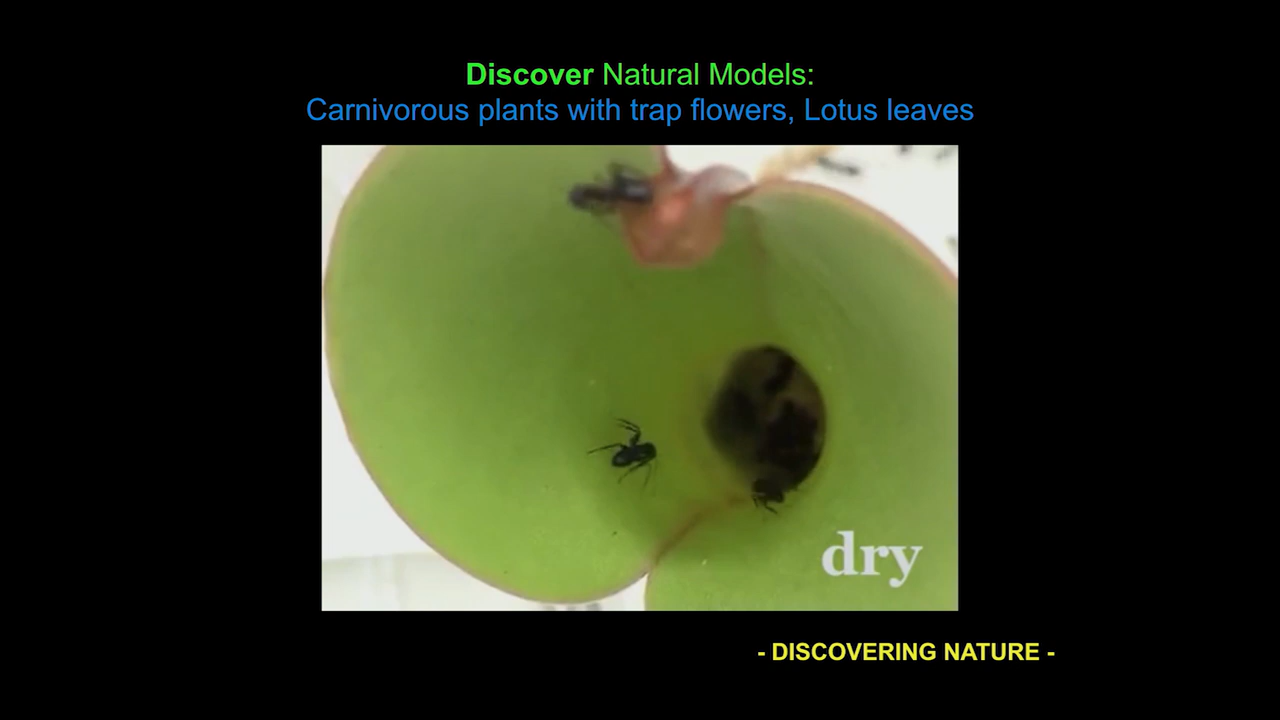 Discover Natural Models:
Carnivorous plants with trap flowers, Lotus leaves
dry
- DISCOVERING NATURE -